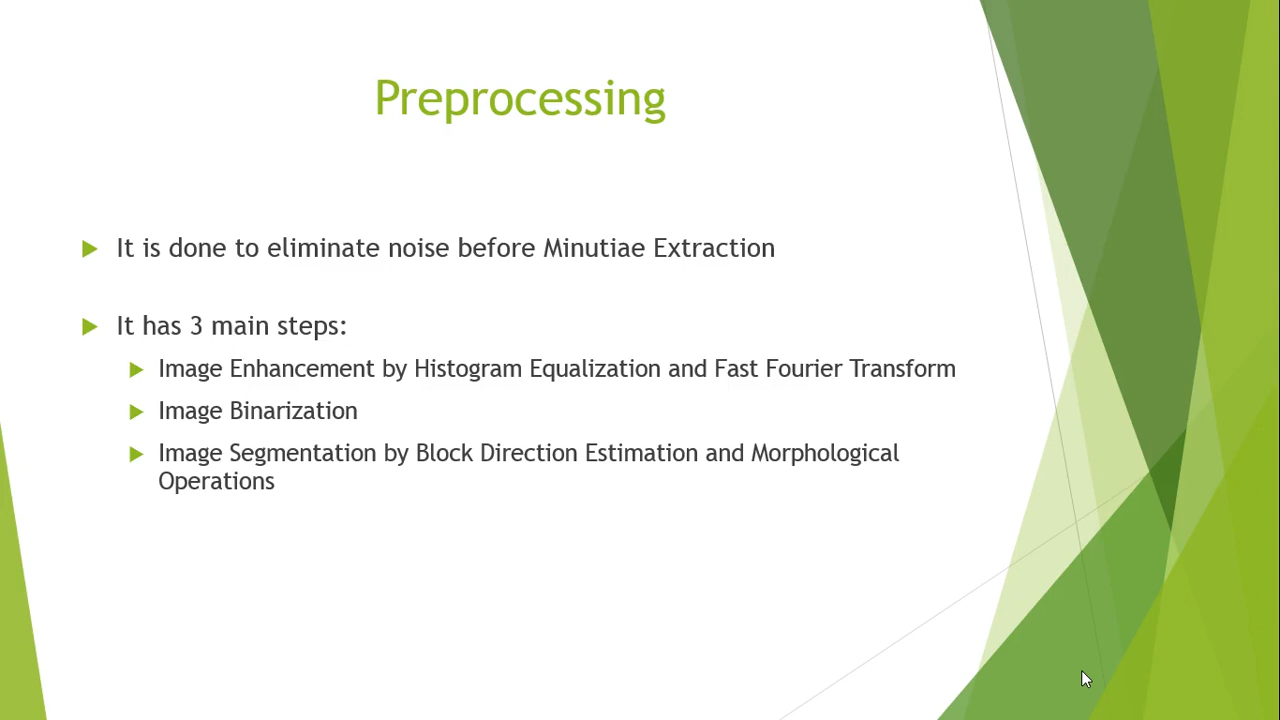 Preprocessing
It is done to eliminate noise before Minutiae Extraction
It has 3 main steps:
Image Enhancement by Histogram Equalization and Fast Fourier Transform
Image Binarization
Image Segmentation by Block Direction Estimation and Morphological
Operations